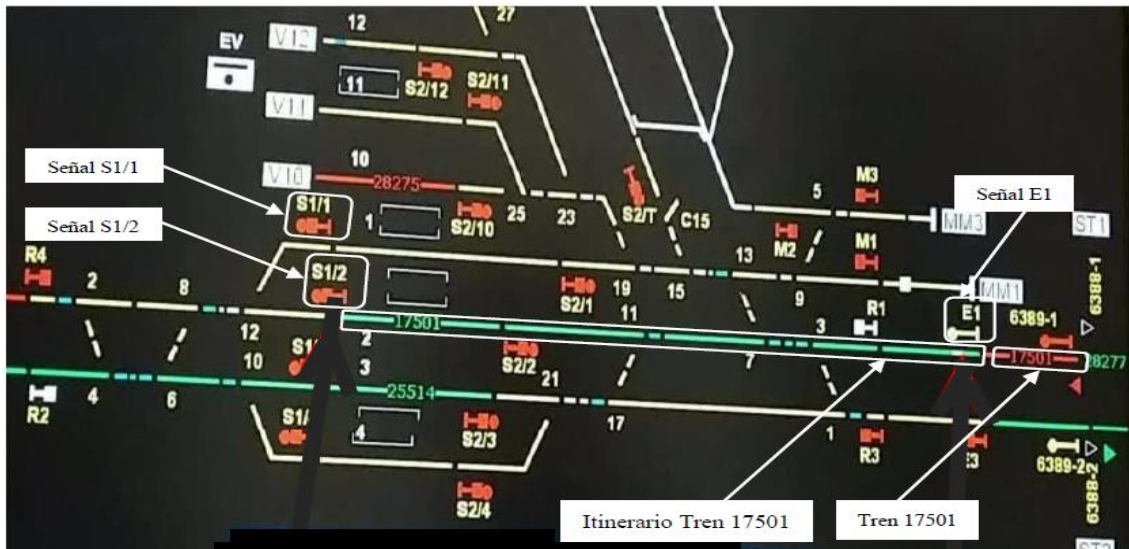 27
12
V12
EV
S2/12
S2/11
11
V11
Señal S1/1
10
V10
28275
M3
5
Señal E1
S1/1
1
S2/10
25
23
S2/T
C15
MM3
ST1
Señal S1/2
M2
M1
R4
S1/2
13
6388-1
2
8
S2/1
19
15
9
MM1
R1
E1
6389-1
11
3
12
17501
2
17501
28277
10
3
S2/2
7
4
6
25514
21
R2
17
4
S2/3
1
R3
6389-2
6388-2
S2/4
Itinerario Tren 17501
Tren 17501